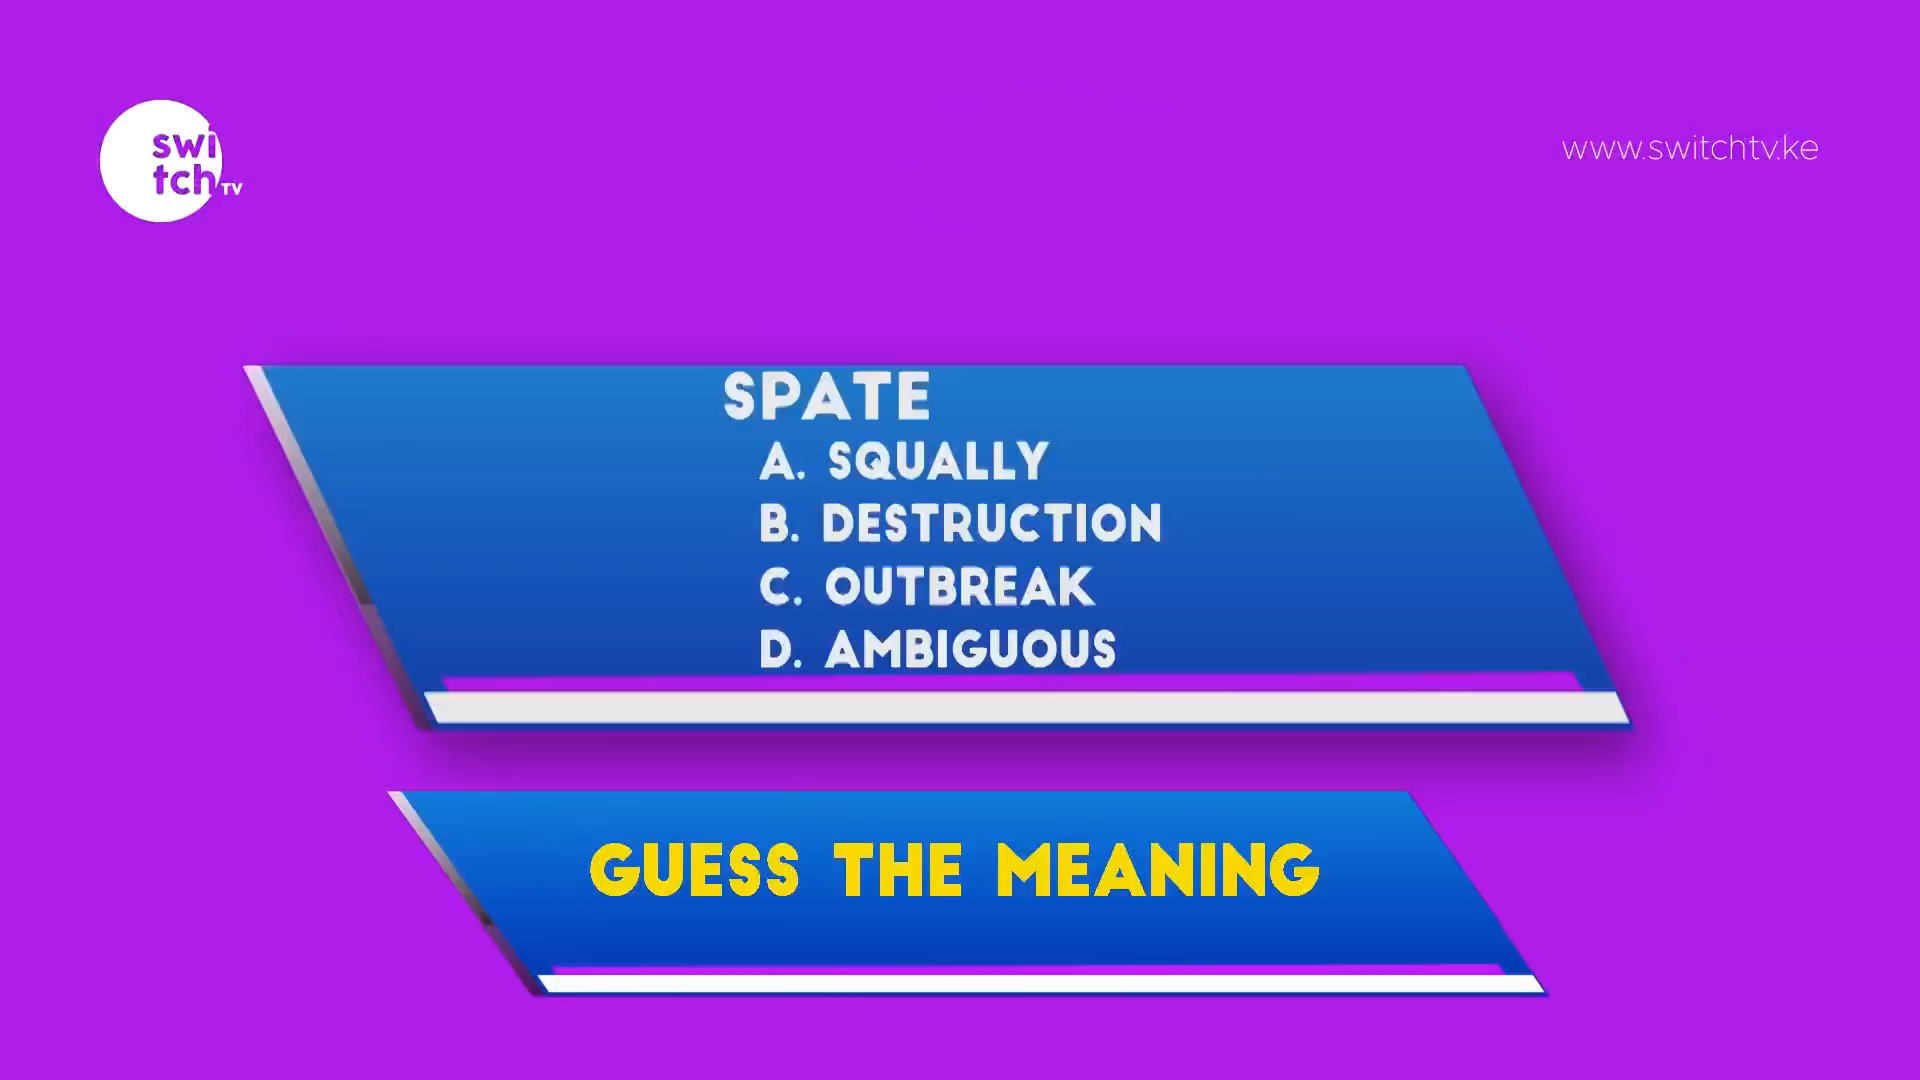 swi
tch TV
www.switchtv.ke
SPATE
A. SQUALLY
B. DESTRUCTION
C. OUTBREAK
D. AMBIGUOUS
GUESS THE MEANING